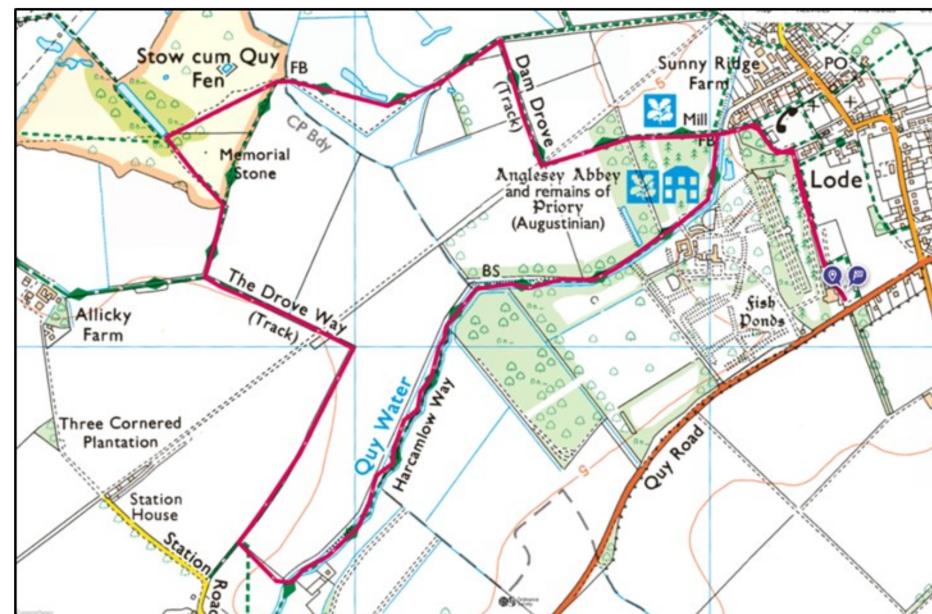 Stow cum Quy
Fen
FB
CP Bdy
Memorial
Stone
Dam Drove
(Track)
5
Sunny Ridge
Farm
PO
Mill
FB
Lode
Anglesey Abbey
and remains of
Priory
(Augustinian)
BS
The Drove Way
(Track)
Allicky
Farm
Fish
Ponds
Three Cornered
Plantation
Quy Water
Harcamlow Way
Quy Road
5
Station
House
Station
Road
Ordnance
Survey